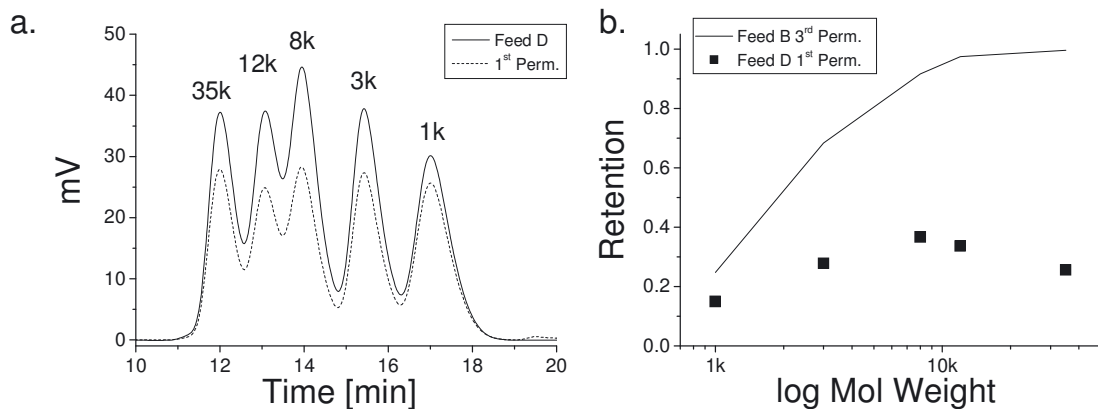 a.
Feed D
1st Perm.
35k
12k
8k
3k
1k
50
40
30
20
10
0
mV
10
12
14
16
18
20
Time [min]
b.
Feed B 3rd Perm.
Feed D 1st Perm.
1.0
0.8
0.6
0.4
0.2
0.0
Retention
1k
10k
log Mol Weight